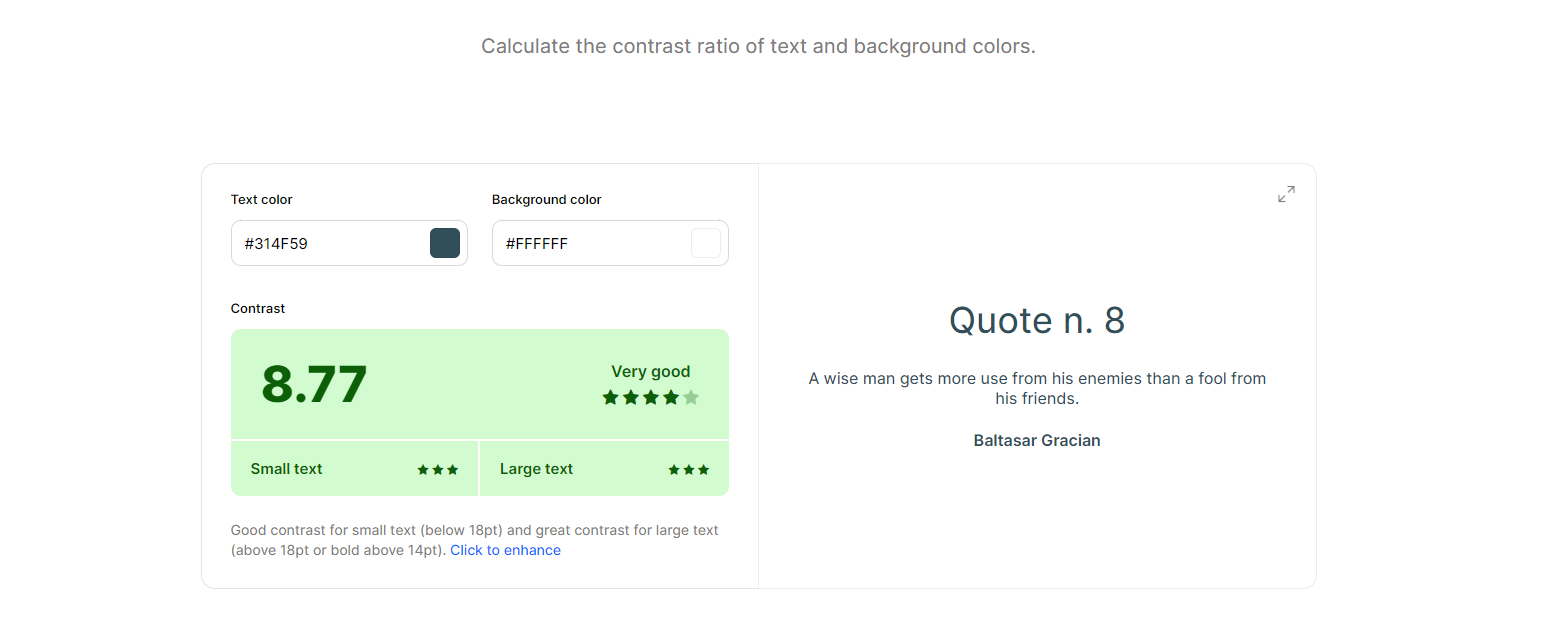 Calculate the contrast ratio of text and background colors.
Text color
Background color
#314F59
#FFFFFF
Contrast
8.77
Very good
Small text
Large text
Good contrast for small text (below 18pt) and great contrast for large text
(above 18pt or bold above 14pt). Click to enhance
Quote n. 8
A wise man gets more use from his enemies than a fool from
his friends.
Baltasar Gracian